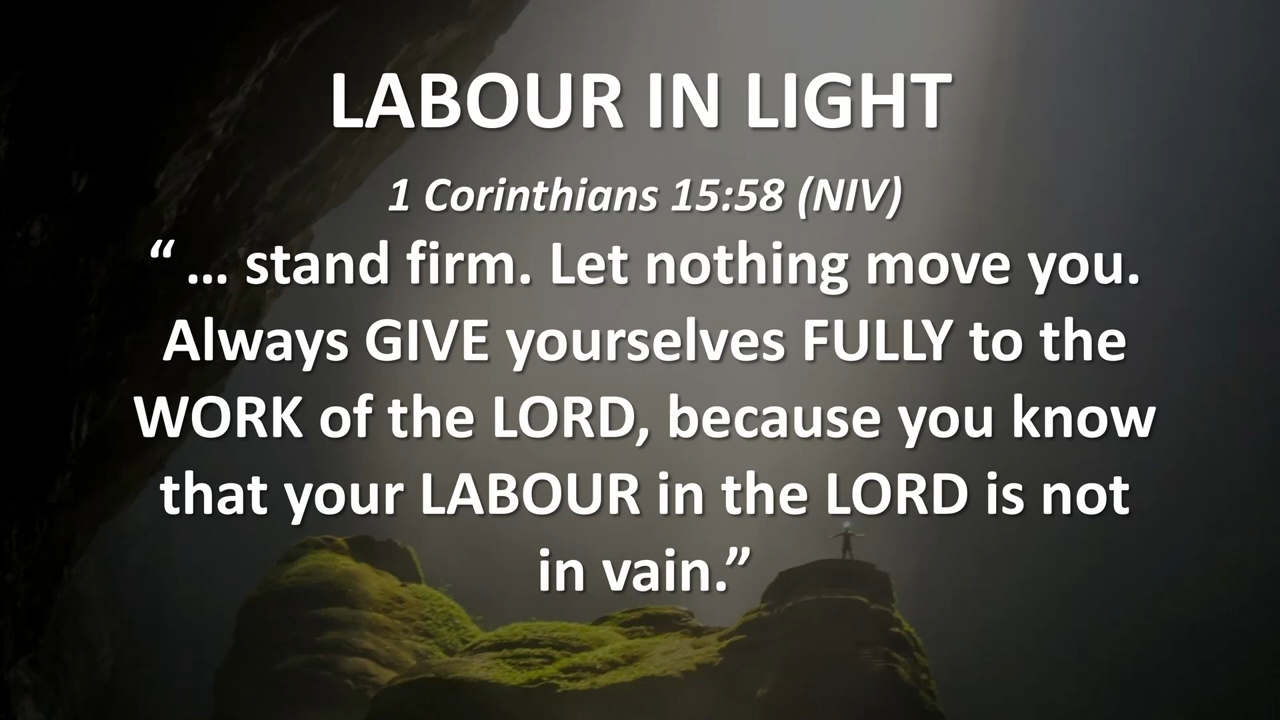 LABOUR IN LIGHT
1 Corinthians 15:58 (NIV)
“ … stand firm. Let nothing move you.
Always GIVE yourselves FULLY to the
WORK of the LORD, because you know
that your LABOUR in the LORD is not
in vain.”